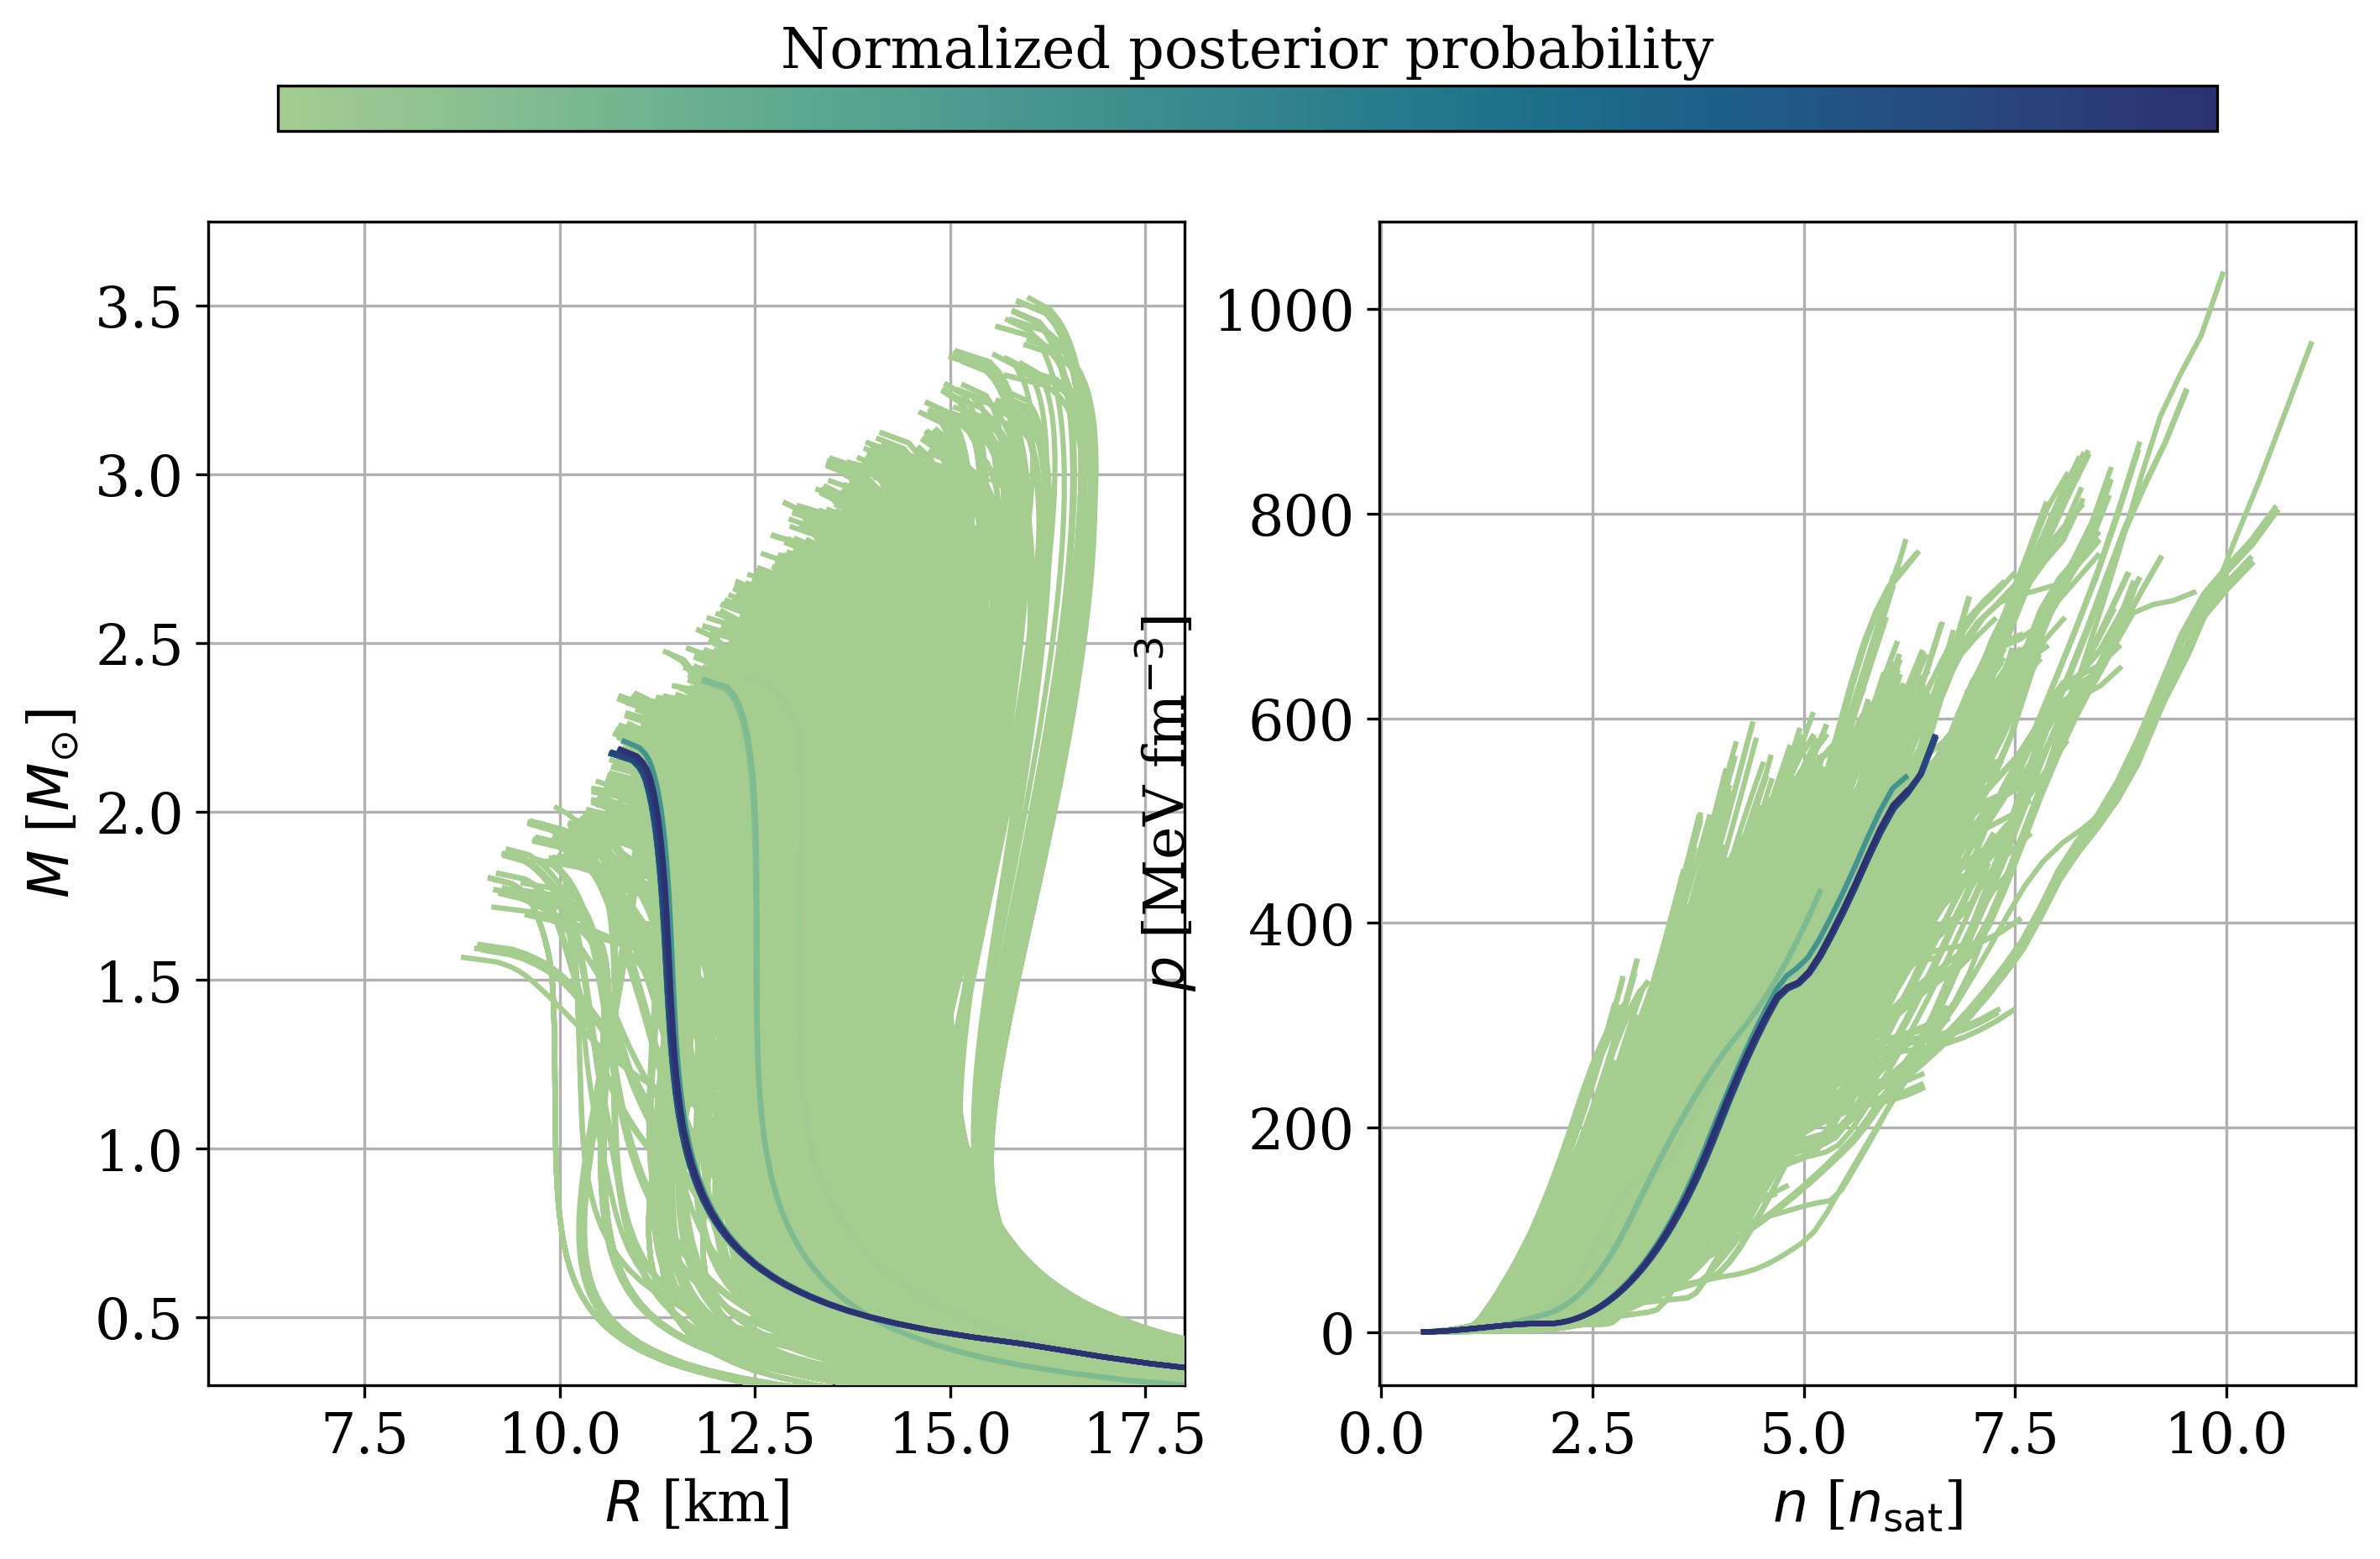 Normalized posterior probability
M [M⊙]
3.5
3.0
2.5
2.0
1.5
1.0
0.5
7.5 10.0 12.5 15.0 17.5
R [km]
p [MeV fm⁻³]
1000
800
600
400
200
0
0.0 2.5 5.0 7.5 10.0
n [nsat]